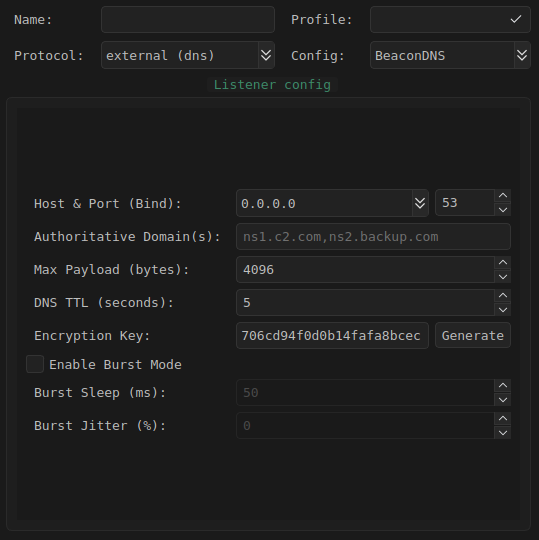 Name: Profile:
Protocol: external (dns) Config: BeaconDNS
Listener config
Host & Port (Bind): 0.0.0.0 53
Authoritative Domain(s): ns1.c2.com,ns2.backup.com
Max Payload (bytes): 4096
DNS TTL (seconds): 5
Encryption Key: 706cd94f0d0b14fafa8bcec Generate
Enable Burst Mode
Burst Sleep (ms): 50
Burst Jitter (%): 0